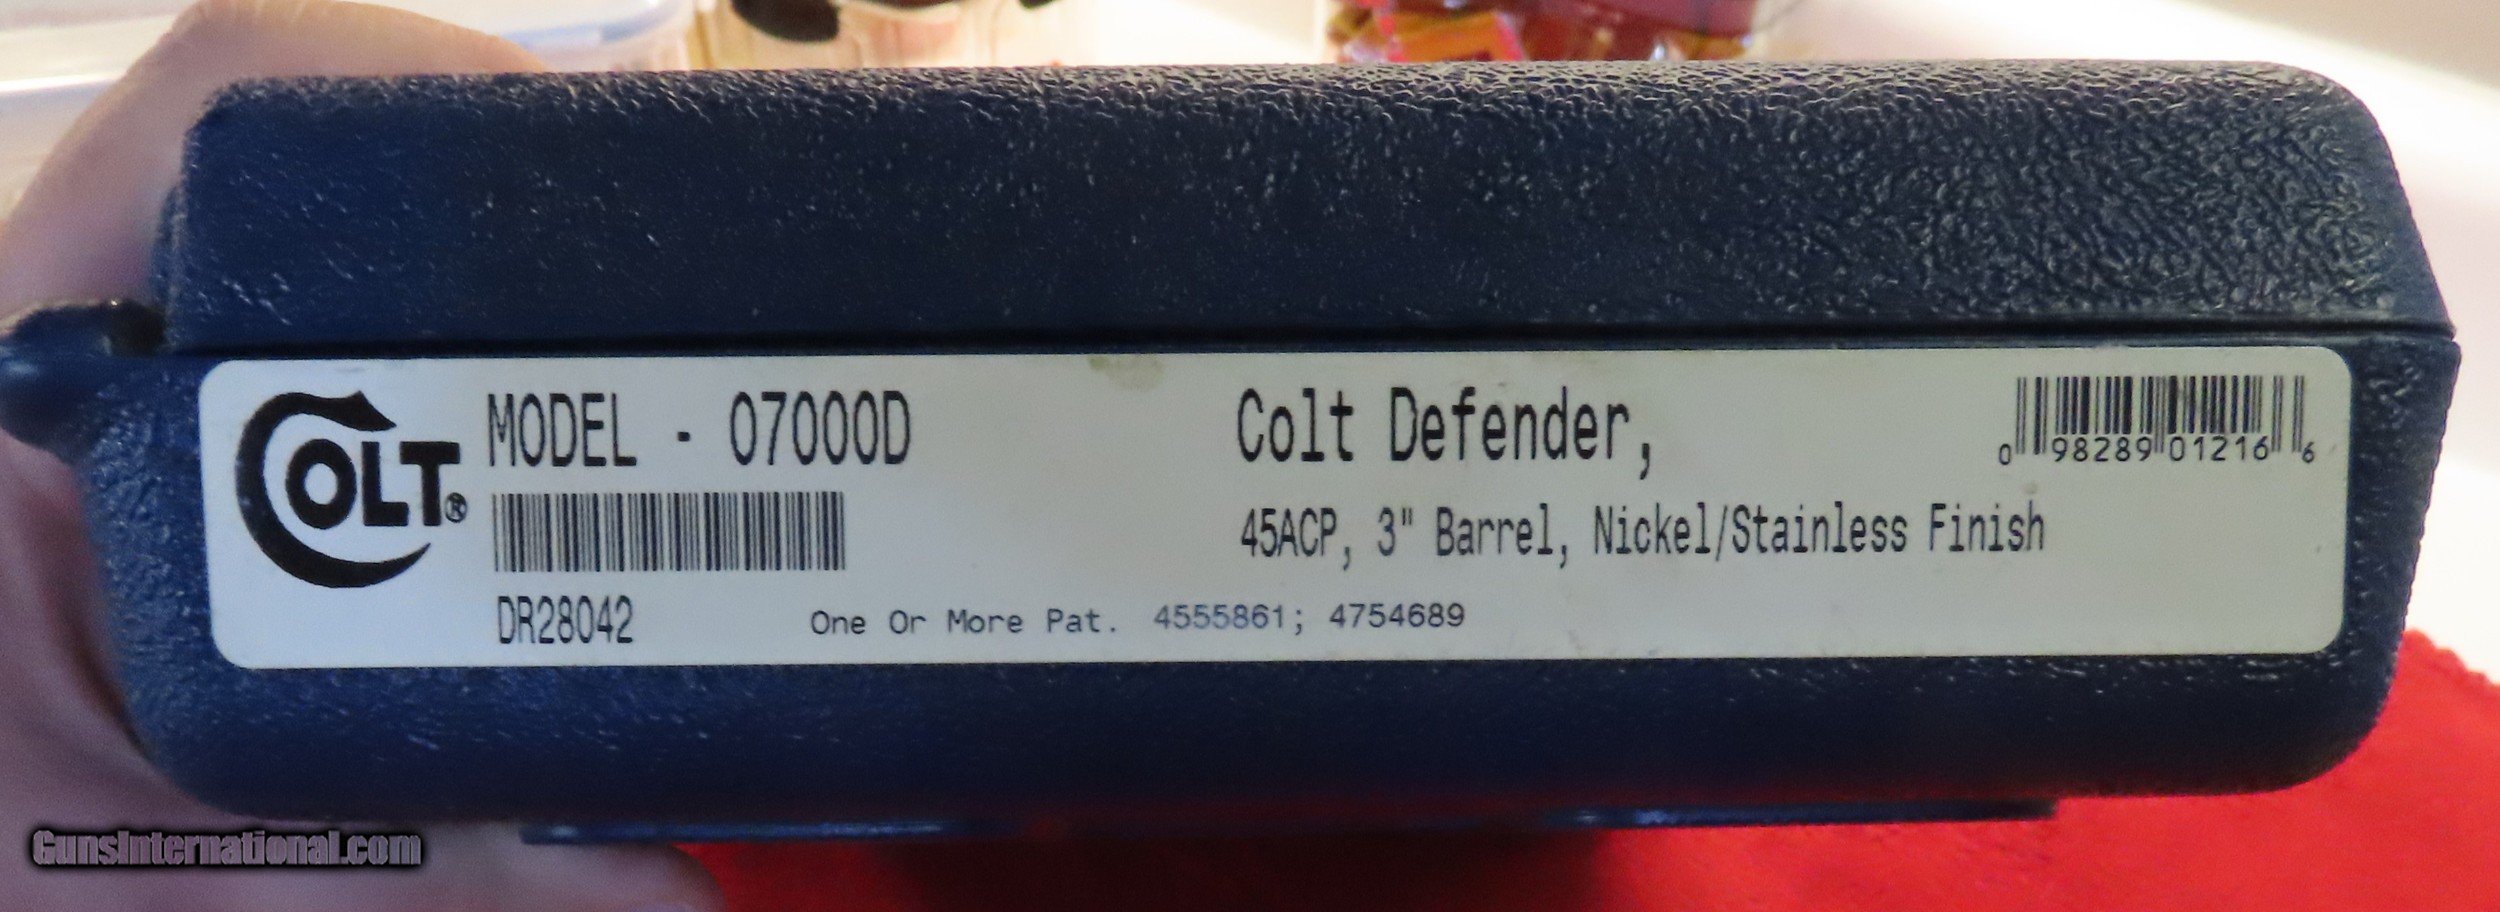 COLT®
MODEL - 07000D
DR28042
One Or More Pat. 4555861; 4754689
Colt Defender,
45ACP, 3" Barrel, Nickel/Stainless Finish
0 98289 01216 6
GunsInternational.com